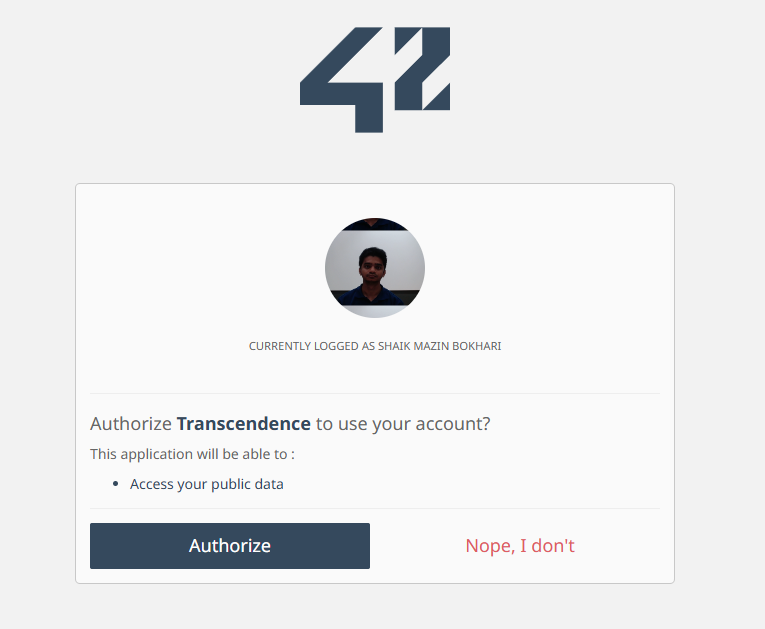 42
CURRENTLY LOGGED AS SHAIK MAZIN BOKHARI
Authorize Transcendence to use your account?
This application will be able to :
Access your public data
Authorize
Nope, I don't